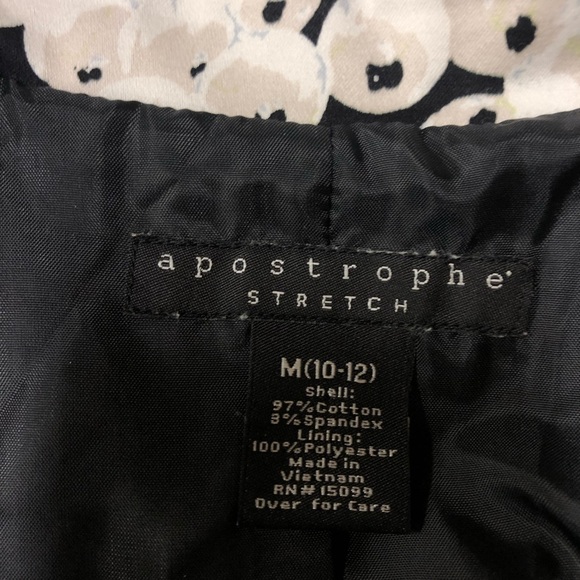 apostrophe
STRETCH
M(10-12)
Shell:
97%Cotton
3%Spandex
Lining:
100%Polyester
Made in
Vietnam
RN#15099
Over for Care